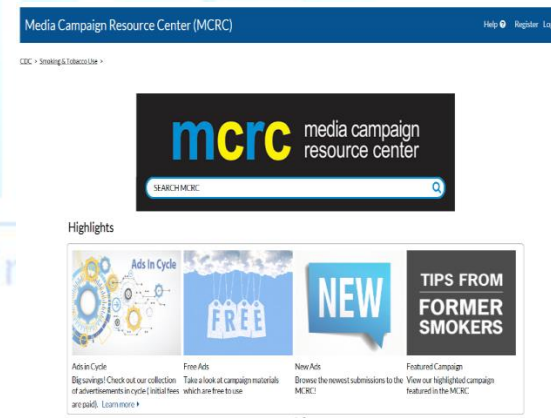 Media Campaign Resource Center (MCRC)
Help Register
CDC > Smoking & Tobacco Use >
mcrc media campaign
resource center
SEARCH MCRC
Highlights
Ads in Cycle
FREE
NEW
TIPS FROM
FORMER
SMOKERS
Ads in Cycle
Big savings! Check out our collection
of advertisements in cycle ( initial fees
are paid). Learn more
Free Ads
Take a look at campaign materials
which are free to use
New Ads
Browse the newest submissions to the
MCRC!
Featured Campaign
View our highlighted campaign
featured in the MCRC